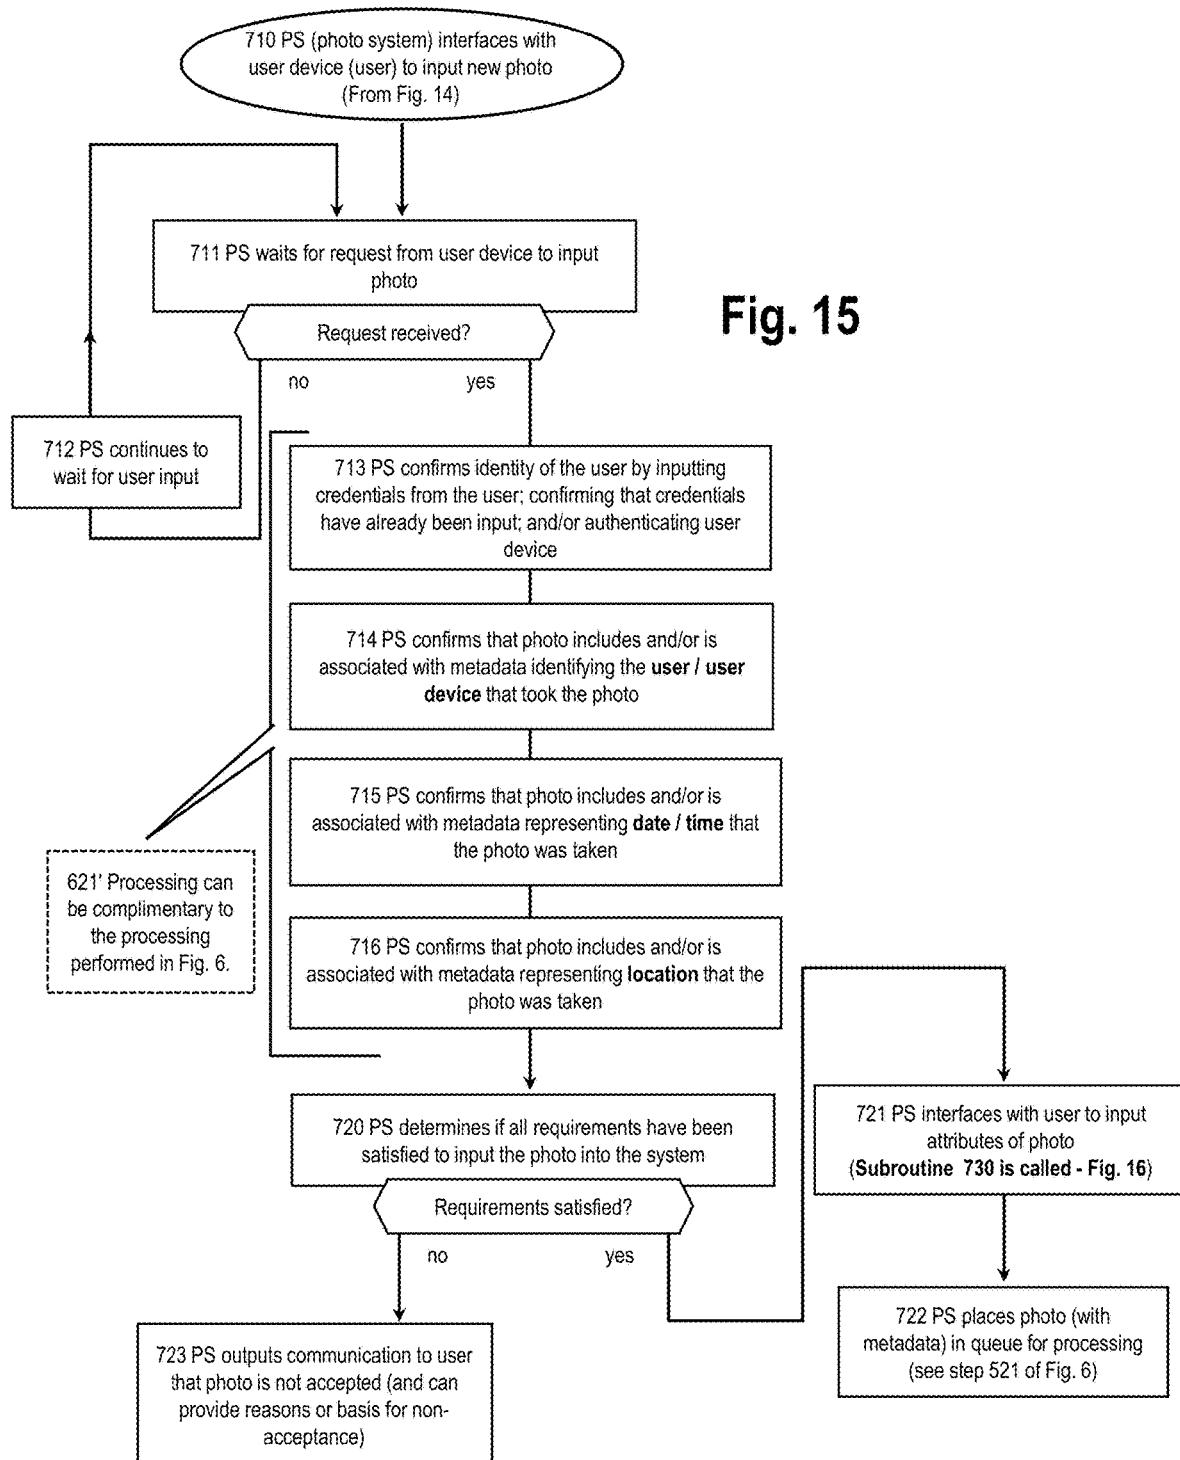 710 PS (photo system) interfaces with
user device (user) to input new photo
(From Fig. 14)
711 PS waits for request from user device to input
photo
Fig. 15
Request received?
no
yes
712 PS continues to
wait for user input
713 PS confirms identity of the user by inputting
credentials from the user; confirming that credentials
have already been input; and/or authenticating user
device
714 PS confirms that photo includes and/or is
associated with metadata identifying the user / user
device that took the photo
715 PS confirms that photo includes and/or is
associated with metadata representing date / time that
the photo was taken
621' Processing can
be complimentary to
the processing
performed in Fig. 6.
716 PS confirms that photo includes and/or is
associated with metadata representing location that the
photo was taken
720 PS determines if all requirements have been
satisfied to input the photo into the system
Requirements satisfied?
no
yes
721 PS interfaces with user to input
attributes of photo
(Subroutine 730 is called - Fig. 16)
722 PS places photo (with
metadata) in queue for processing
(see step 521 of Fig. 6)
723 PS outputs communication to user
that photo is not accepted (and can
provide reasons or basis for non-
acceptance)